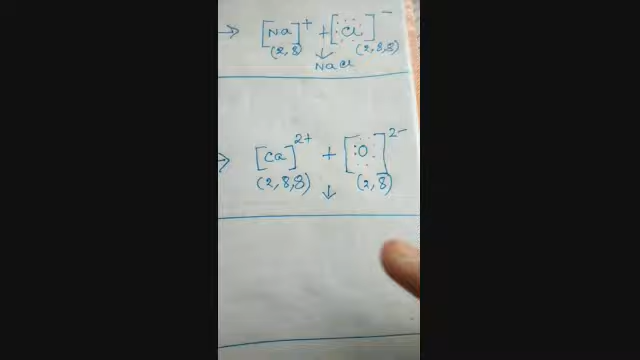 → [Na]⁺ + [Cl]⁻
(2,8) (2,8,8)
↓
NaCl
→ [Ca]²⁺ + [:O:]²⁻
(2,8,8) ↓ (2,8)